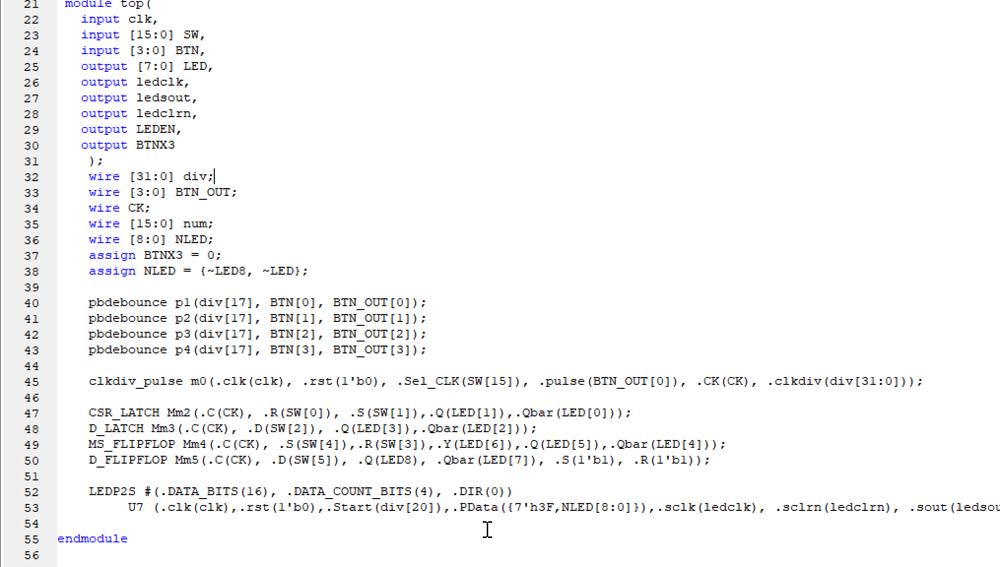 21 module top(
22 input clk,
23 input [15:0] SW,
24 input [3:0] BTN,
25 output [7:0] LED,
26 output ledclk,
27 output ledsout,
28 output ledclrn,
29 output LEDEN,
30 output BTNX3
31 );
32 wire [31:0] div;
33 wire [3:0] BTN_OUT;
34 wire CK;
35 wire [15:0] num;
36 wire [8:0] NLED;
37 assign BTNX3 = 0;
38 assign NLED = {~LED8, ~LED};
39
40 pbdebounce p1(div[17], BTN[0], BTN_OUT[0]);
41 pbdebounce p2(div[17], BTN[1], BTN_OUT[1]);
42 pbdebounce p3(div[17], BTN[2], BTN_OUT[2]);
43 pbdebounce p4(div[17], BTN[3], BTN_OUT[3]);
44
45 clkdiv_pulse m0(.clk(clk), .rst(1'b0), .Sel_CLK(SW[15]), .pulse(BTN_OUT[0]), .CK(CK), .clkdiv(div[31:0]));
46
47 CSR_LATCH Mm2(.C(CK), .R(SW[0]), .S(SW[1]),.Q(LED[1]),.Qbar(LED[0]));
48 D_LATCH Mm3(.C(CK), .D(SW[2]), .Q(LED[3]),.Qbar(LED[2]));
49 MS_FLIPFLOP Mm4(.C(CK), .S(SW[4]),.R(SW[3]),.Y(LED[6]),.Q(LED[5]),.Qbar(LED[4]));
50 D_FLIPFLOP Mm5(.C(CK), .D(SW[5]), .Q(LED8), .Qbar(LED[7]), .S(1'b1), .R(1'b1));
51
52 LEDP2S #(.DATA_BITS(16), .DATA_COUNT_BITS(4), .DIR(0))
53 U7 (.clk(clk),.rst(1'b0),.Start(div[20]),.PData({7'h3F,NLED[8:0]}),.sclk(ledclk), .sclrn(ledclrn), .sout(ledsou
54
55 endmodule
56